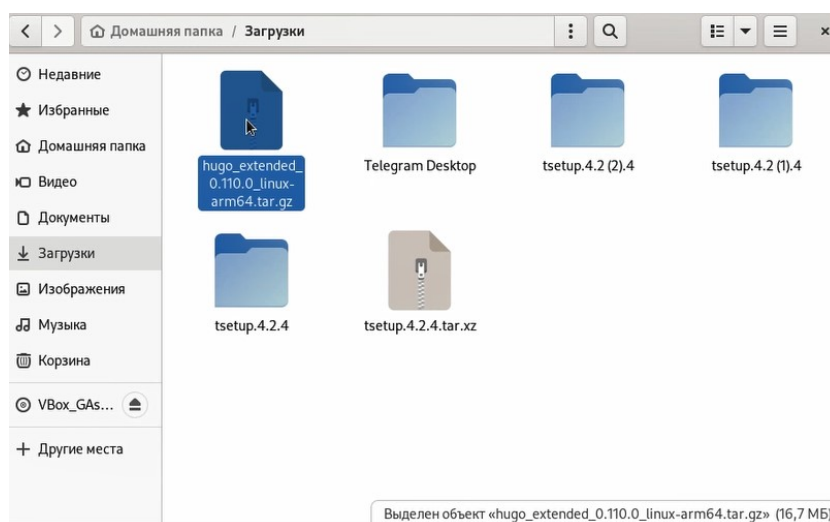 Домашняя папка / Загрузки
Недавние
Избранные
Домашняя папка
Видео
Документы
Загрузки
Изображения
Музыка
Корзина
VBox_GAs...
Другие места
hugo_extended_
0.110.0_linux-
arm64.tar.gz
Telegram Desktop
tsetup.4.2 (2).4
tsetup.4.2 (1).4
tsetup.4.2.4
tsetup.4.2.4.tar.xz
Выделен объект «hugo_extended_0.110.0_linux-arm64.tar.gz» (16,7 МБ)